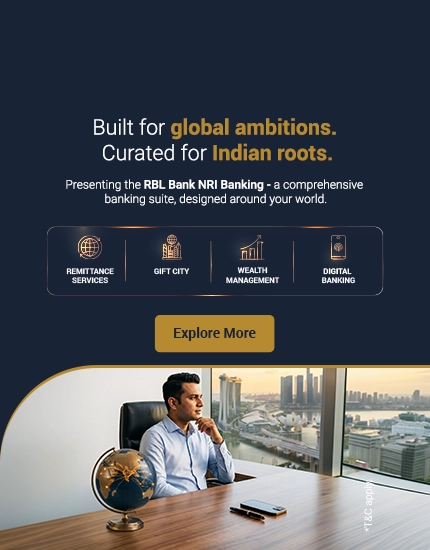 Built for global ambitions.
Curated for Indian roots.
Presenting the RBL Bank NRI Banking - a comprehensive
banking suite, designed around your world.
REMITTANCE
SERVICES
GIFT CITY
WEALTH
MANAGEMENT
DIGITAL
BANKING
Explore More
*T&C apply